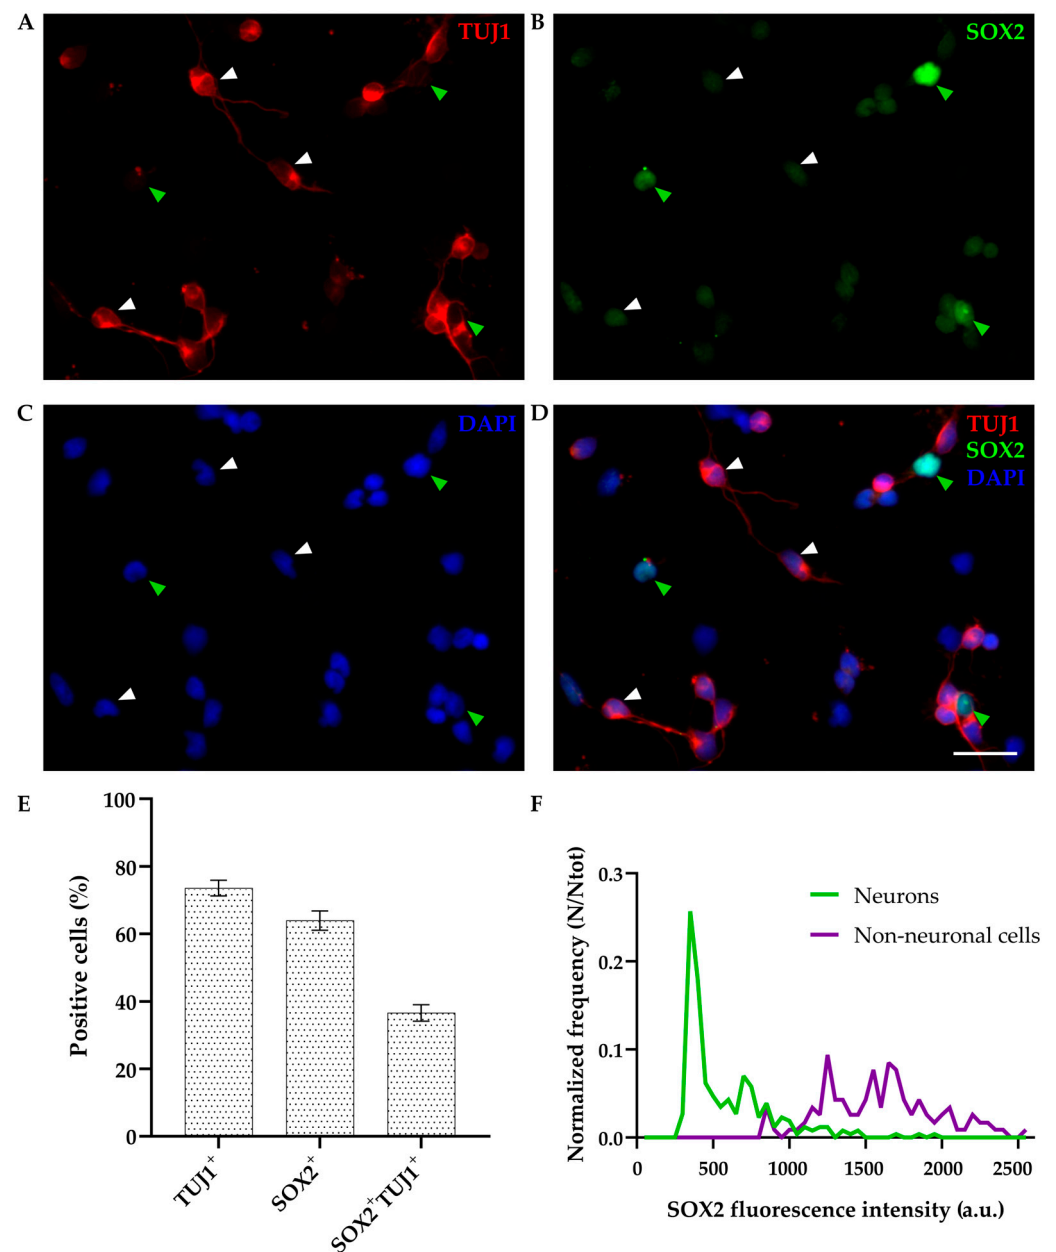 A
TUJ1
B
SOX2
C
DAPI
D
TUJ1
SOX2
DAPI
E
100
80
60
40
20
0
Positive cells (%)
TUJ1⁺
SOX2⁺
SOX2⁺TUJ1⁺
F
Normalized frequency (N/Ntot)
0.3
0.2
0.1
0.0
Neurons
Non-neuronal cells
0
500
1000
1500
2000
2500
SOX2 fluorescence intensity (a.u.)